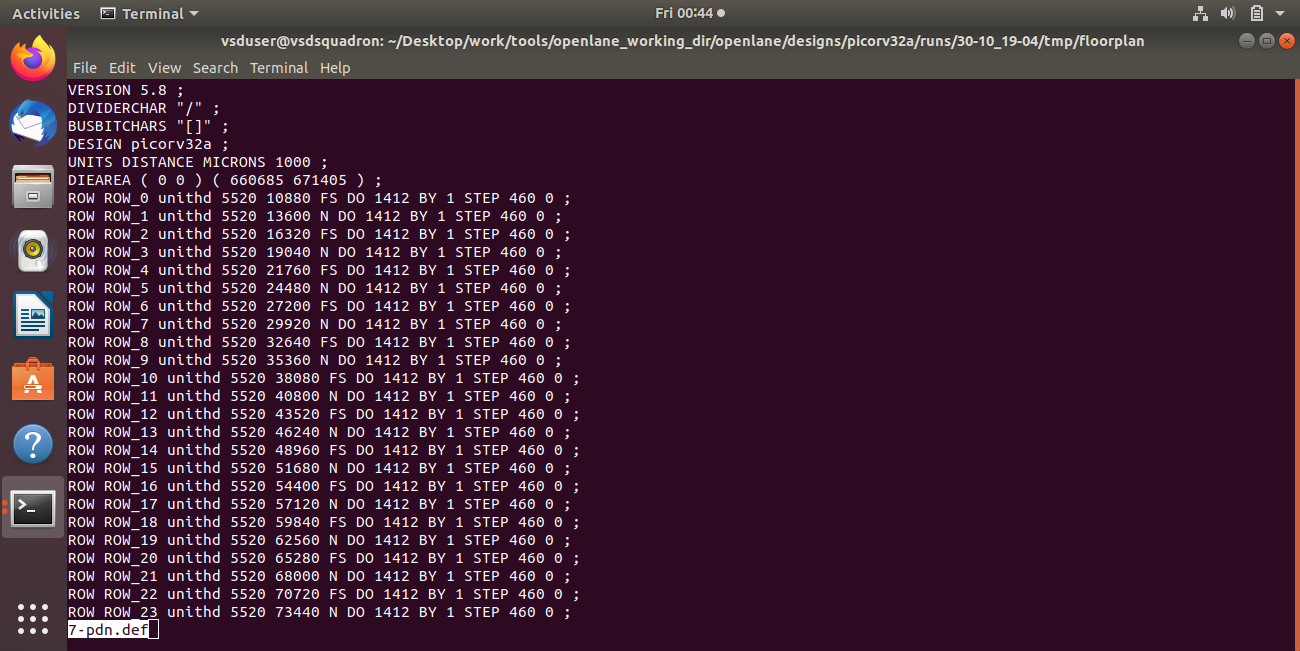 Activities Terminal Fri 00:44
vsduser@vsdsquadron: ~/Desktop/work/tools/openlane_working_dir/openlane/designs/picorv32a/runs/30-10_19-04/tmp/floorplan
File Edit View Search Terminal Help
VERSION 5.8 ;
DIVIDERCHAR "/" ;
BUSBITCHARS "[]" ;
DESIGN picorv32a ;
UNITS DISTANCE MICRONS 1000 ;
DIEAREA ( 0 0 ) ( 660685 671405 ) ;
ROW ROW_0 unithd 5520 10880 FS DO 1412 BY 1 STEP 460 0 ;
ROW ROW_1 unithd 5520 13600 N DO 1412 BY 1 STEP 460 0 ;
ROW ROW_2 unithd 5520 16320 FS DO 1412 BY 1 STEP 460 0 ;
ROW ROW_3 unithd 5520 19040 N DO 1412 BY 1 STEP 460 0 ;
ROW ROW_4 unithd 5520 21760 FS DO 1412 BY 1 STEP 460 0 ;
ROW ROW_5 unithd 5520 24480 N DO 1412 BY 1 STEP 460 0 ;
ROW ROW_6 unithd 5520 27200 FS DO 1412 BY 1 STEP 460 0 ;
ROW ROW_7 unithd 5520 29920 N DO 1412 BY 1 STEP 460 0 ;
ROW ROW_8 unithd 5520 32640 FS DO 1412 BY 1 STEP 460 0 ;
ROW ROW_9 unithd 5520 35360 N DO 1412 BY 1 STEP 460 0 ;
ROW ROW_10 unithd 5520 38080 FS DO 1412 BY 1 STEP 460 0 ;
ROW ROW_11 unithd 5520 40800 N DO 1412 BY 1 STEP 460 0 ;
ROW ROW_12 unithd 5520 43520 FS DO 1412 BY 1 STEP 460 0 ;
ROW ROW_13 unithd 5520 46240 N DO 1412 BY 1 STEP 460 0 ;
ROW ROW_14 unithd 5520 48960 FS DO 1412 BY 1 STEP 460 0 ;
ROW ROW_15 unithd 5520 51680 N DO 1412 BY 1 STEP 460 0 ;
ROW ROW_16 unithd 5520 54400 FS DO 1412 BY 1 STEP 460 0 ;
ROW ROW_17 unithd 5520 57120 N DO 1412 BY 1 STEP 460 0 ;
ROW ROW_18 unithd 5520 59840 FS DO 1412 BY 1 STEP 460 0 ;
ROW ROW_19 unithd 5520 62560 N DO 1412 BY 1 STEP 460 0 ;
ROW ROW_20 unithd 5520 65280 FS DO 1412 BY 1 STEP 460 0 ;
ROW ROW_21 unithd 5520 68000 N DO 1412 BY 1 STEP 460 0 ;
ROW ROW_22 unithd 5520 70720 FS DO 1412 BY 1 STEP 460 0 ;
ROW ROW_23 unithd 5520 73440 N DO 1412 BY 1 STEP 460 0 ;
7-pdn.def